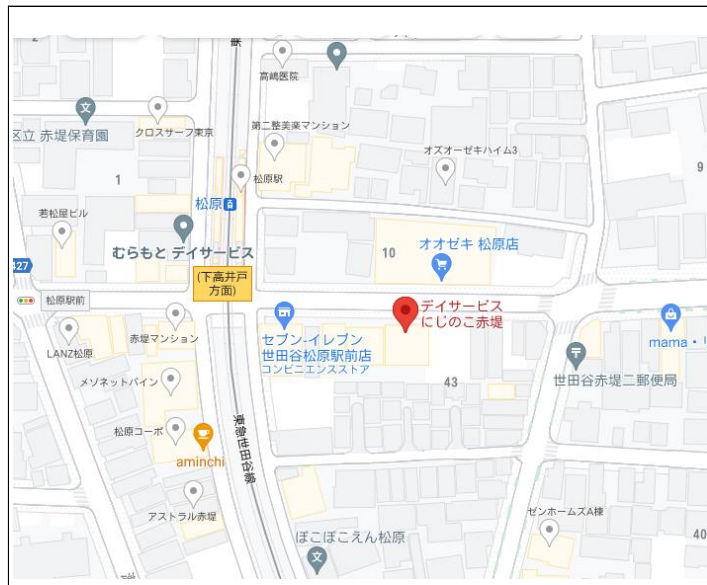 2
高嶋医院
文
区立 赤堤保育園
クロスサーフ東京
第二整美楽マンション
オズオーゼキハイム3
9
1
松原駅
松原
若松屋ビル
むらもと デイサービス
10
オオゼキ 松原店
427
(下高井戸
方面)
松原駅前
デイサービス
にじのこ赤堤
LANZ松原
赤堤マンション
セブン-イレブン
世田谷松原駅前店
コンビニエンスストア
mama・リ
メゾネットパイン
43
世田谷赤堤二郵便局
松原コーポ
aminchi
東急世田谷線
アストラル赤堤
ゼンホームズA棟
ぽこぽこえん松原
文
40